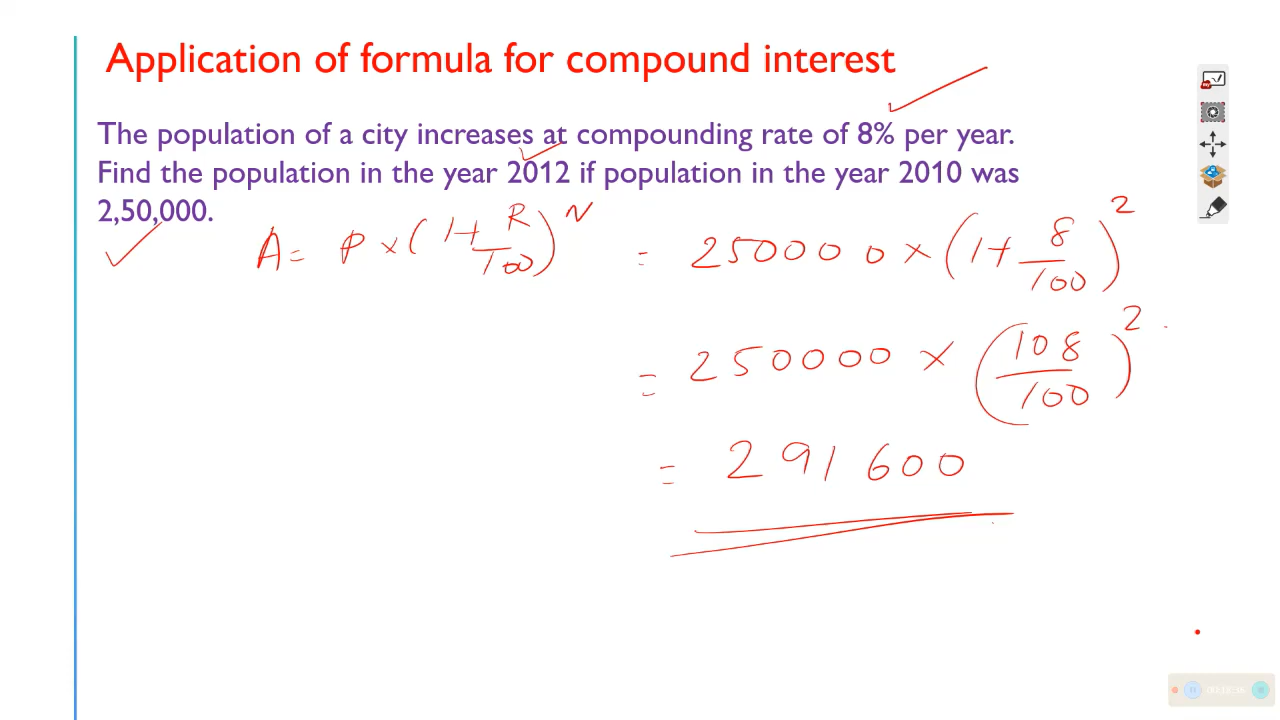 Application of formula for compound interest
The population of a city increases at compounding rate of 8% per year.
Find the population in the year 2012 if population in the year 2010 was
2,50,000.
A = P × (1+ R/100)^N = 250000 × (1+ 8/100)^2
= 250000 × (108/100)^2
= 291600